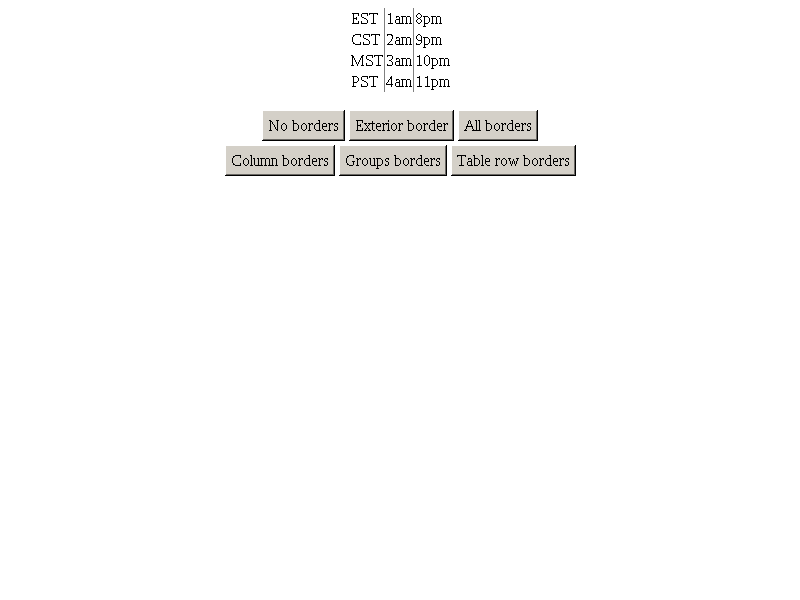 EST 1am 8pm
CST 2am 9pm
MST 3am 10pm
PST 4am 11pm
No borders Exterior border All borders
Column borders Groups borders Table row borders